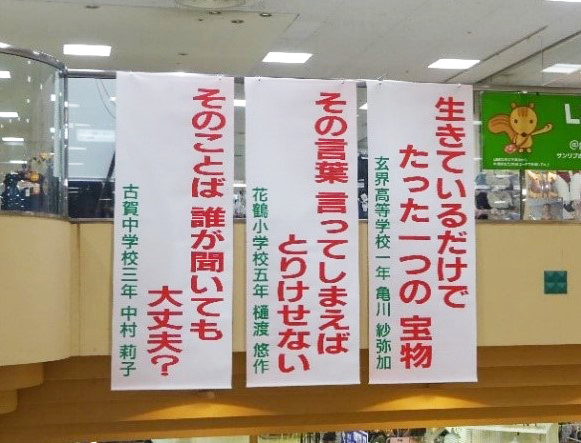 生きているだけで
たった一つの 宝物
玄界高等学校一年 亀川 紗弥加
その言葉 言ってしまえば
とりけせない
花鶴小学校五年 樋渡 悠作
そのことば 誰が聞いても
大丈夫?
古賀中学校三年 中村 莉子
L
@
サンリブ